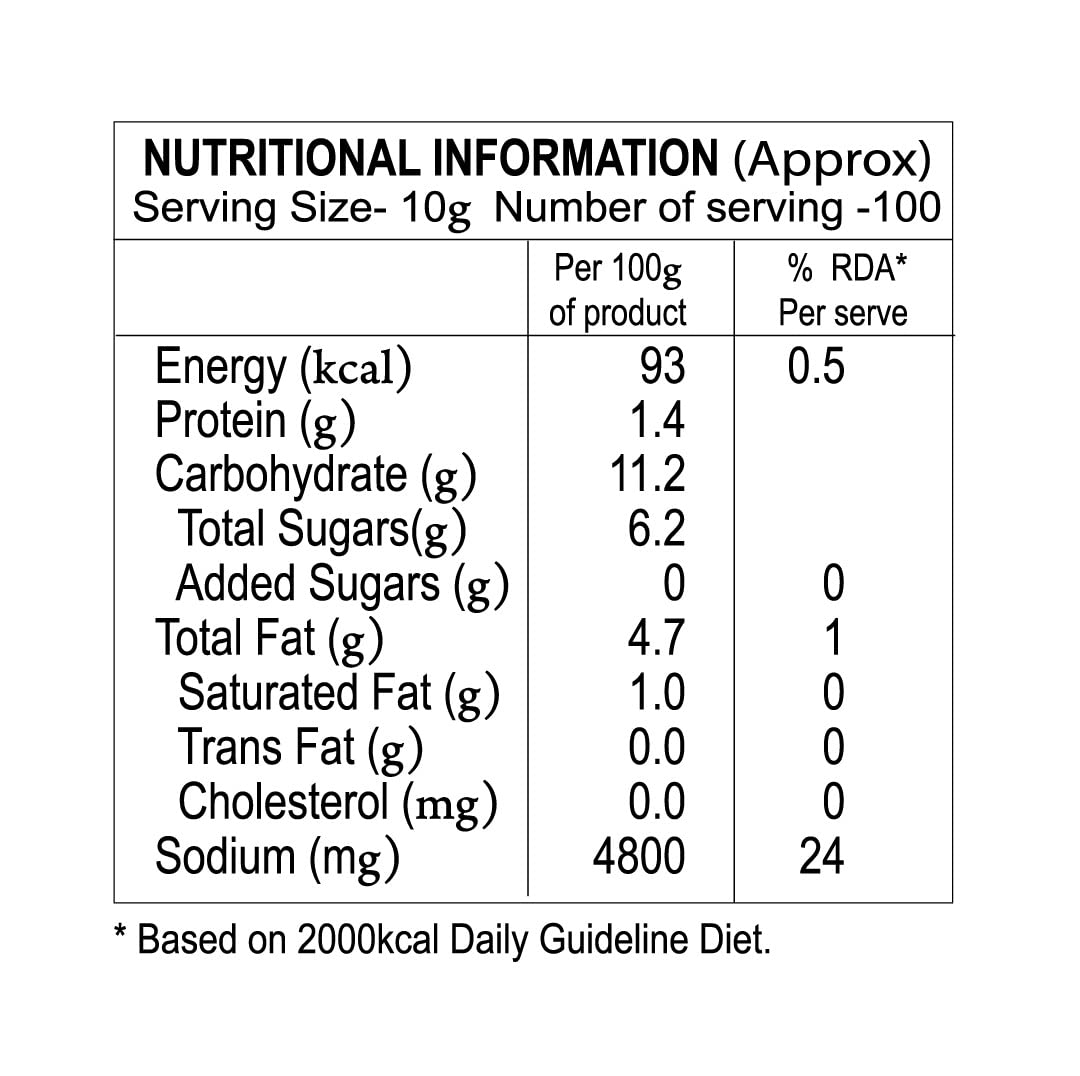 NUTRITIONAL INFORMATION (Approx)
Serving Size- 10g Number of serving -100
Per 100g of product % RDA* Per serve
Energy (kcal) 93 0.5
Protein (g) 1.4
Carbohydrate (g) 11.2
Total Sugars(g) 6.2
Added Sugars (g) 0 0
Total Fat (g) 4.7 1
Saturated Fat (g) 1.0 0
Trans Fat (g) 0.0 0
Cholesterol (mg) 0.0 0
Sodium (mg) 4800 24
* Based on 2000kcal Daily Guideline Diet.